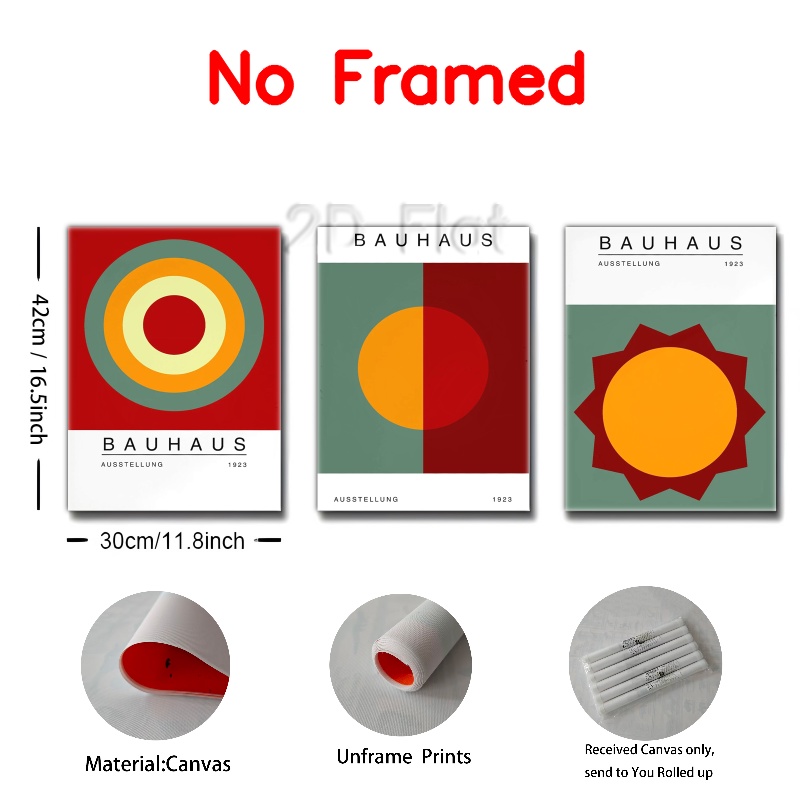 No Framed
2D Flat
BAUHAUS
AUSSTELLUNG 1923
BAUHAUS
AUSSTELLUNG 1923
BAUHAUS
AUSSTELLUNG 1923
42cm / 16.5inch
30cm/11.8inch
Material:Canvas
Unframe Prints
Received Canvas only,
send to You Rolled up